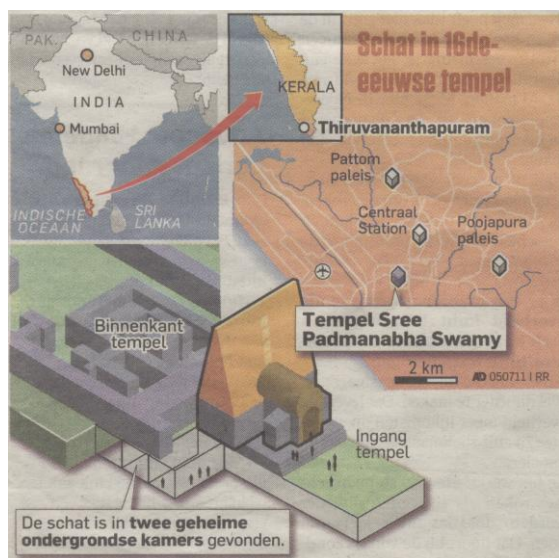 PAK.
CHINA
New Delhi
INDIA
Mumbai
INDISCHE
OCEAAN
SRI
LANKA
KERALA
Schat in 16de-
eeuwse tempel
Thiruvananthapuram
Pattom
paleis
Centraal
Station
Poojapura
paleis
Tempel Sree
Padmanabha Swamy
2 km
AD 050711 | RR
Binnenkant
tempel
Ingang
tempel
De schat is in twee geheime
ondergrondse kamers gevonden.